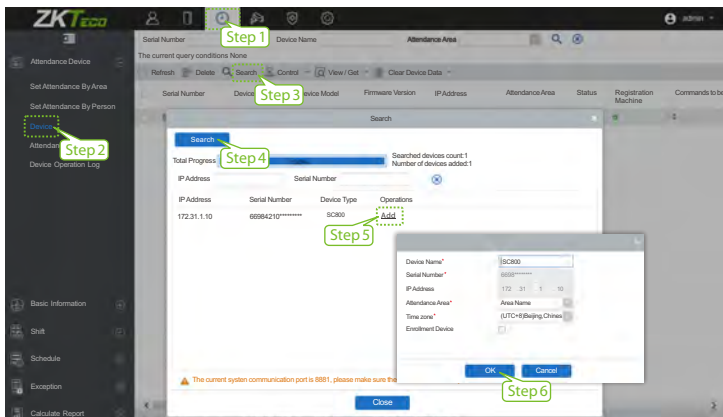 ZKTECO
admin
Serial Number Device Name Attendance Area
Step 1
The current query conditions None
Attendance Device
Refresh Delete Search Control View / Get Clear Device Data
Set Attendance By Area
Step 3
Serial Number Device Model Firmware Version IP Address Attendance Area Status Registration Machine Commands to be
Set Attendance By Person
Search
Device
Search
Step 2
Step 4
Total Progress
Searched devices count:1
Number of devices added:1
Device Operation Log
IP Address Serial Number
IP Address Serial Number Device Type Operations
172.31.1.10 66984210********* SC800 Add
Step 5
Device Name* SC800
Serial Number* 6698********
IP Address 172 31 1 10
Attendance Area* Area Name
Time zone* (UTC+8)Beijing,Chines
Enrollment Device
Basic Information
Shift
Schedule
OK Cancel
Step 6
Exception
The current systen communication port is 8881, please make sure the
Close
Calculate Report